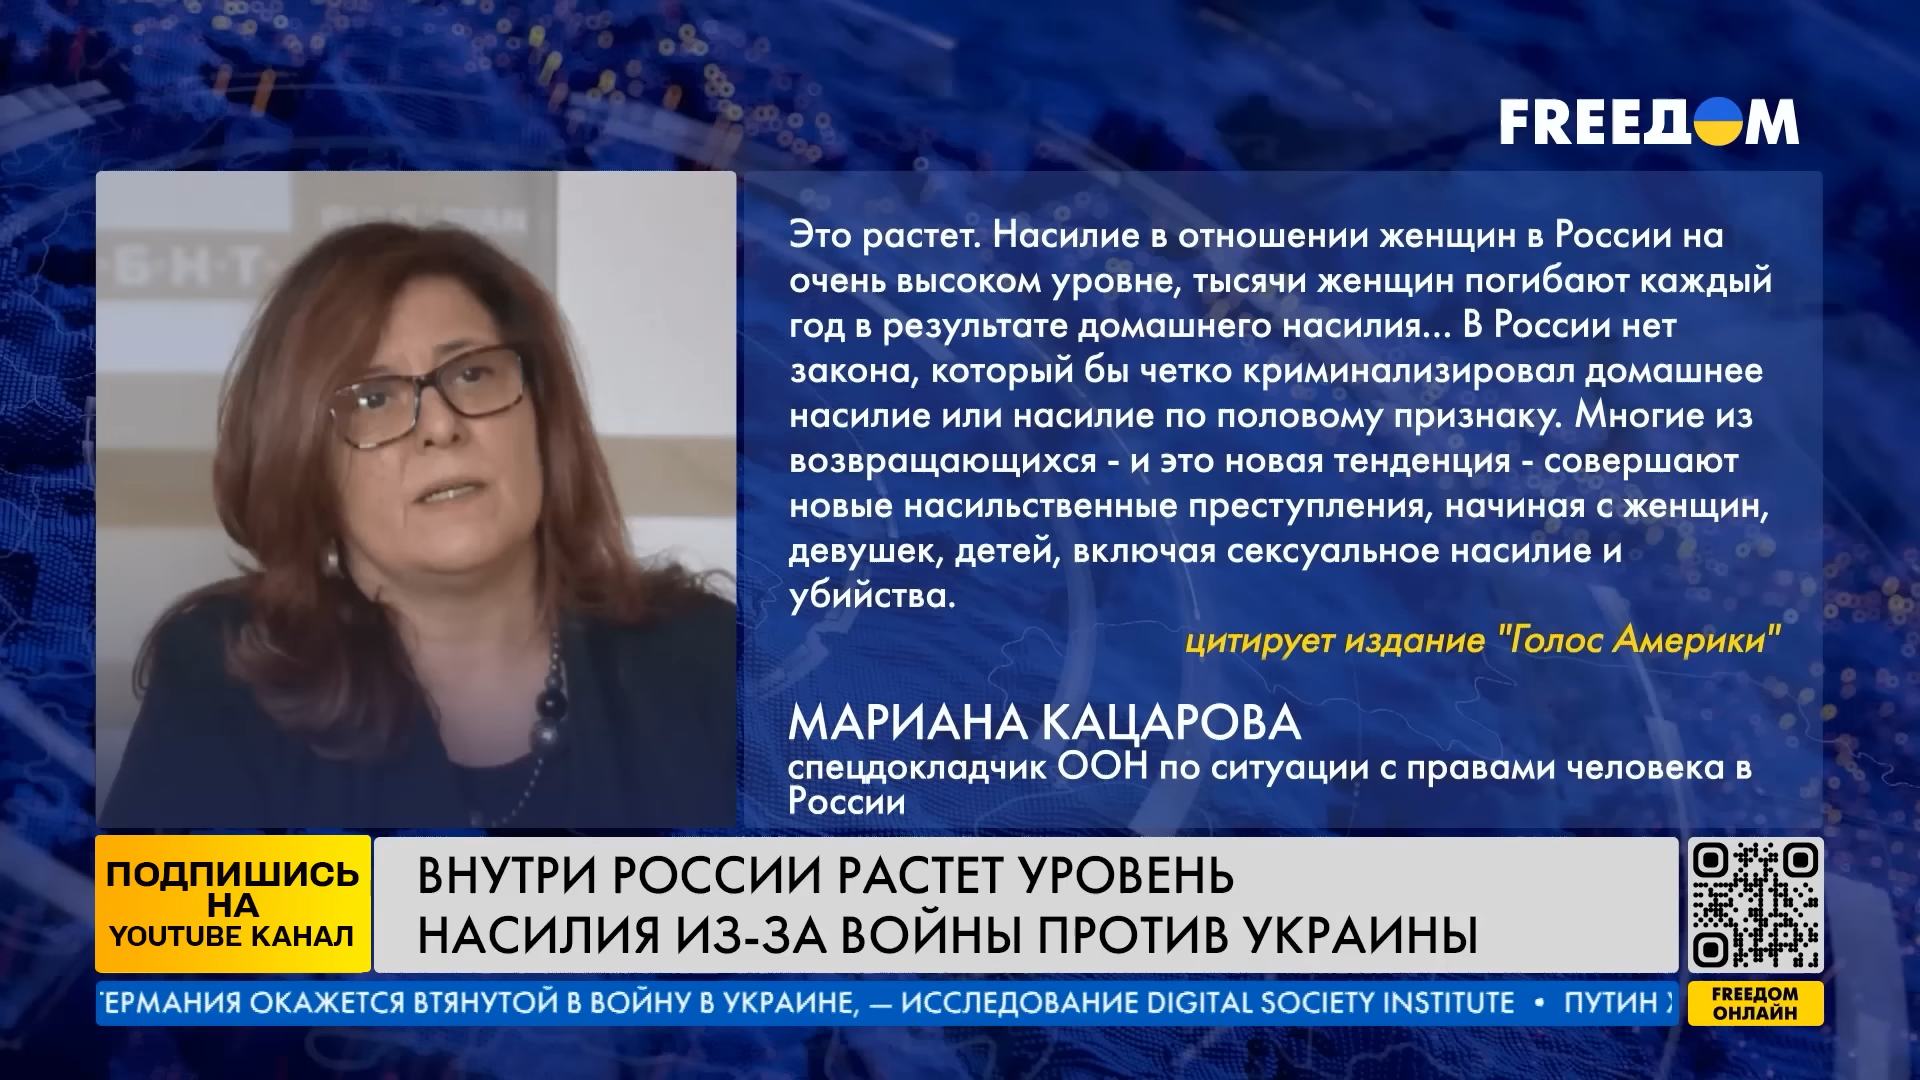 FREEДОМ
·Б·Н·Т·
Это растет. Насилие в отношении женщин в России на
очень высоком уровне, тысячи женщин погибают каждый
год в результате домашнего насилия... В России нет
закона, который бы четко криминализировал домашнее
насилие или насилие по половому признаку. Многие из
возвращающихся - и это новая тенденция - совершают
новые насильственные преступления, начиная с женщин,
девушек, детей, включая сексуальное насилие и
убийства.
цитирует издание "Голос Америки"
МАРИАНА КАЦАРОВА
спецдокладчик ООН по ситуации с правами человека в
России
ПОДПИШИСЬ
НА
YOUTUBE КАНАЛ
ВНУТРИ РОССИИ РАСТЕТ УРОВЕНЬ
НАСИЛИЯ ИЗ-ЗА ВОЙНЫ ПРОТИВ УКРАИНЫ
ГЕРМАНИЯ ОКАЖЕТСЯ ВТЯНУТОЙ В ВОЙНУ В УКРАИНЕ, — ИССЛЕДОВАНИЕ DIGITAL SOCIETY INSTITUTE • ПУТИН
FREEДОМ
ОНЛАЙН